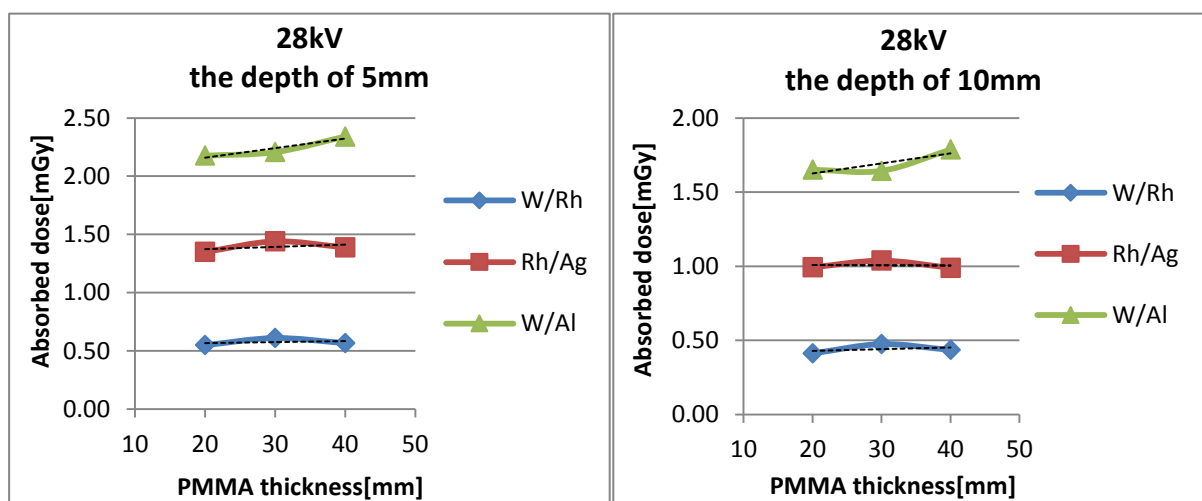 28kV
the depth of 5mm
Absorbed dose[mGy]
2.50
2.00
1.50
1.00
0.50
0.00
10 20 30 40 50
PMMA thickness[mm]
W/Rh
Rh/Ag
W/Al
28kV
the depth of 10mm
Absorbed dose[mGy]
2.00
1.50
1.00
0.50
0.00
10 20 30 40 50
PMMA thickness[mm]
W/Rh
Rh/Ag
W/Al